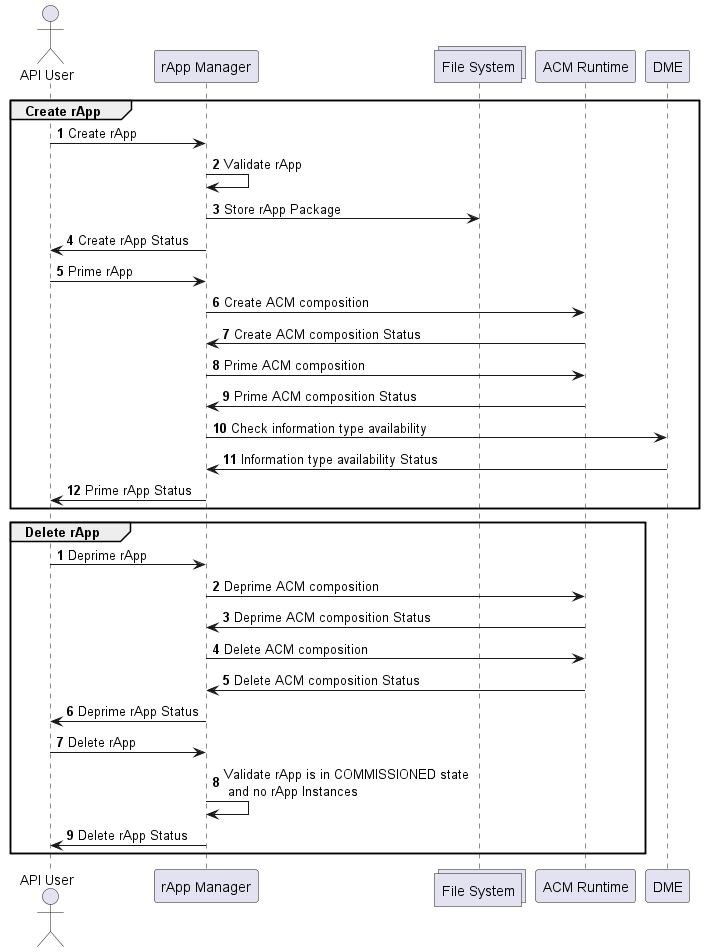 API User
rApp Manager
File System
ACM Runtime
DME
Create rApp
1 Create rApp
2 Validate rApp
3 Store rApp Package
4 Create rApp Status
5 Prime rApp
6 Create ACM composition
7 Create ACM composition Status
8 Prime ACM composition
9 Prime ACM composition Status
10 Check information type availability
11 Information type availability Status
12 Prime rApp Status
Delete rApp
1 Deprime rApp
2 Deprime ACM composition
3 Deprime ACM composition Status
4 Delete ACM composition
5 Delete ACM composition Status
6 Deprime rApp Status
7 Delete rApp
8 Validate rApp is in COMMISSIONED state
and no rApp Instances
9 Delete rApp Status
API User
rApp Manager
File System
ACM Runtime
DME